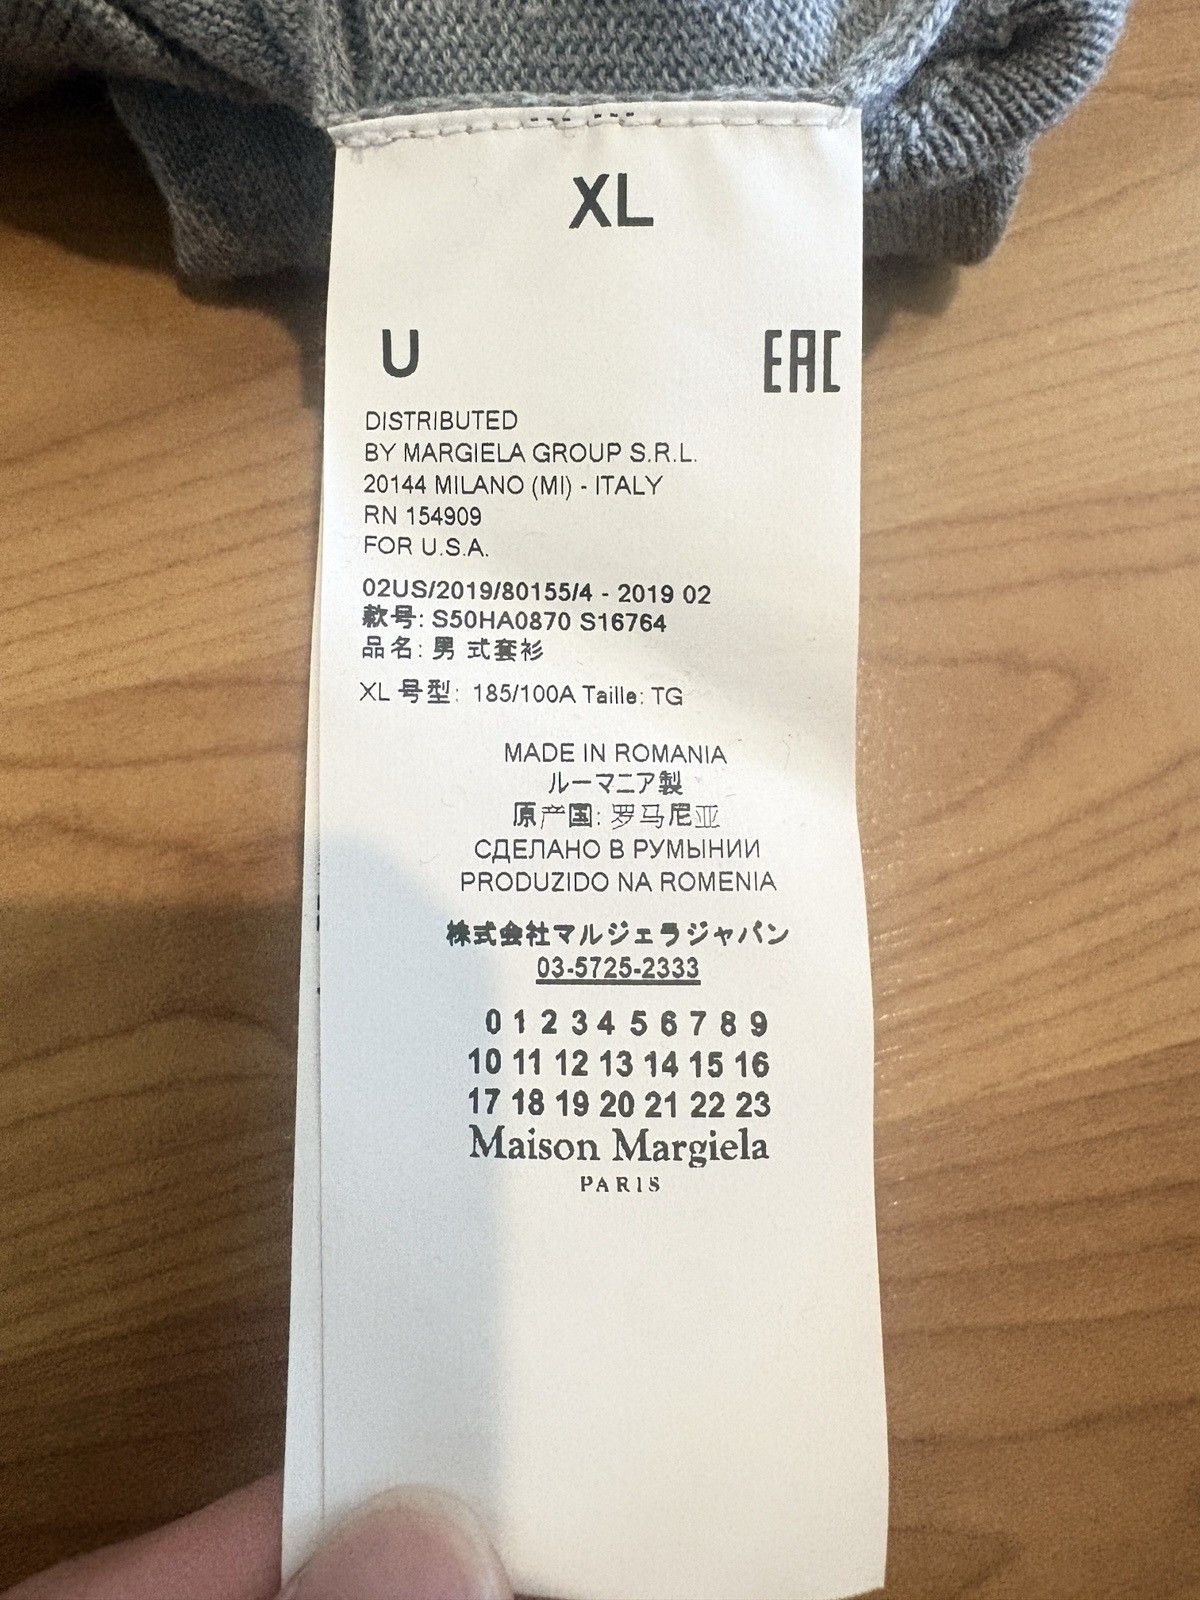 XL
U
EAC
DISTRIBUTED
BY MARGIELA GROUP S.R.L.
20144 MILANO (MI) - ITALY
RN 154909
FOR U.S.A.
02US/2019/80155/4 - 2019 02
款号: S50HA0870 S16764
品名: 男 式套衫
XL 号型: 185/100A Taille: TG
MADE IN ROMANIA
ルーマニア製
原产国: 罗马尼亚
СДЕЛАНО В РУМЫНИИ
PRODUZIDO NA ROMENIA
株式会社マルジェラジャパン
03-5725-2333
0 1 2 3 4 5 6 7 8 9
10 11 12 13 14 15 16
17 18 19 20 21 22 23
Maison Margiela
PARIS